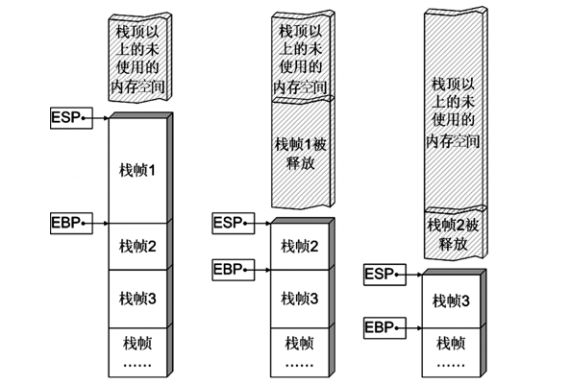 栈顶以
上的未
使用的
内存空间
ESP
栈帧1
EBP
栈帧2
栈帧3
栈帧
……
栈顶以
上的未
使用的
内存空间
栈帧1被
释放
ESP
栈帧2
EBP
栈帧3
栈帧
……
栈顶以
上的未
使用的
内存空间
栈帧2被
释放
ESP
栈帧3
EBP
栈帧
……